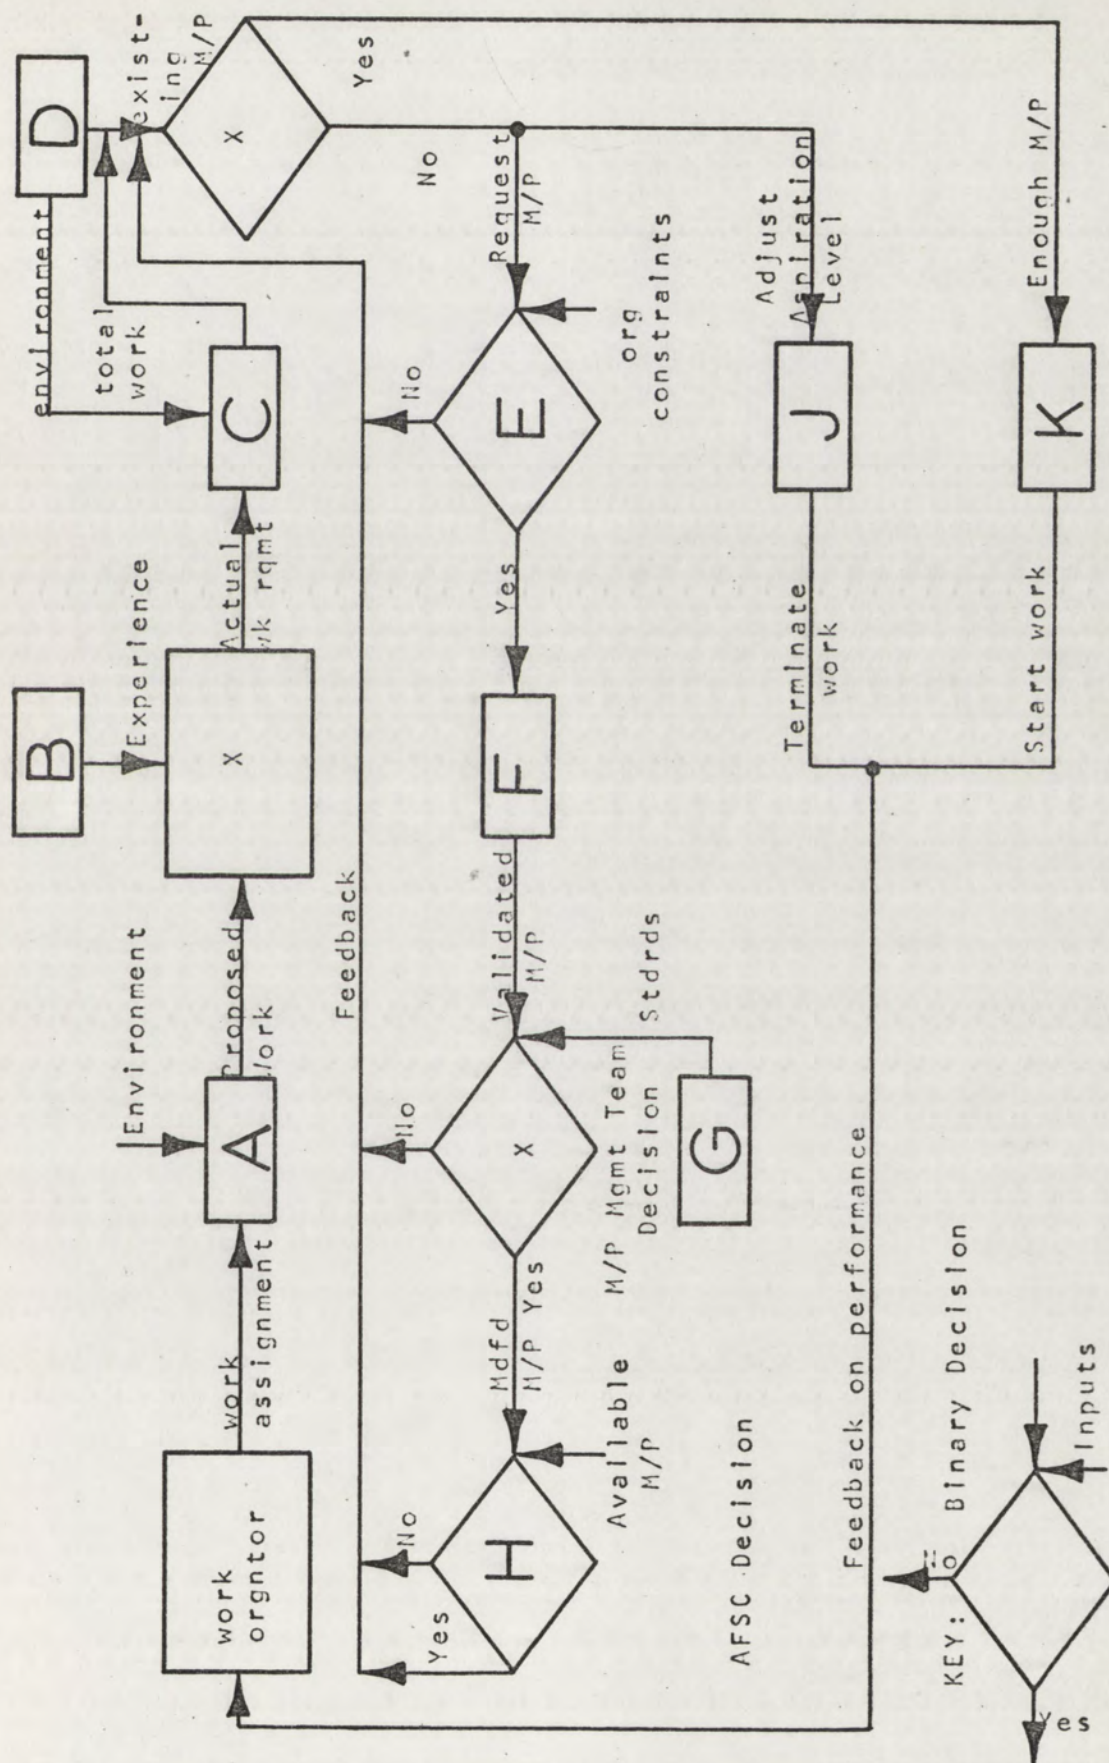 work
orgntor
work
assignment
A
Environment
Proposed
Work
B
Experience
X
Actual
wk rqmt
C
environment
total
work
D
exist-
ing
M/P
X
Yes
No
Feedback
Yes
No
H
Available
M/P
AFSC Decision
Mdfd
M/P Yes
No
X
M/P Mgmt Team
Decision
G
Stdrds
Validated
M/P
F
Yes
No
E
org
constraints
Request
M/P
Adjust
Aspiration
Level
J
Terminate
work
Enough M/P
K
Start work
Feedback on performance
KEY: Binary Decision
No
Yes
Inputs